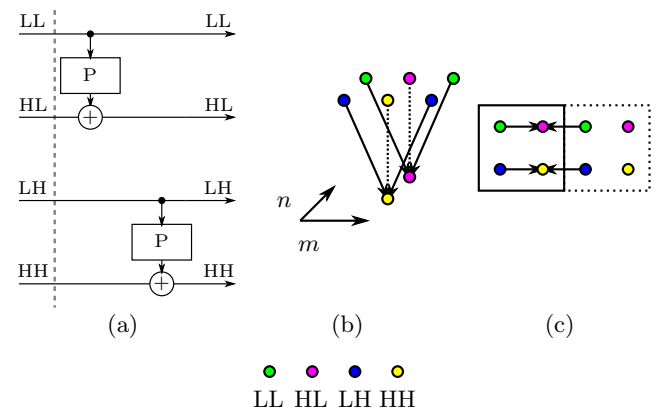 LL LL
P
HL + HL
LH LH
P
HH + HH
n
m
(a) (b) (c)
LL HL LH HH